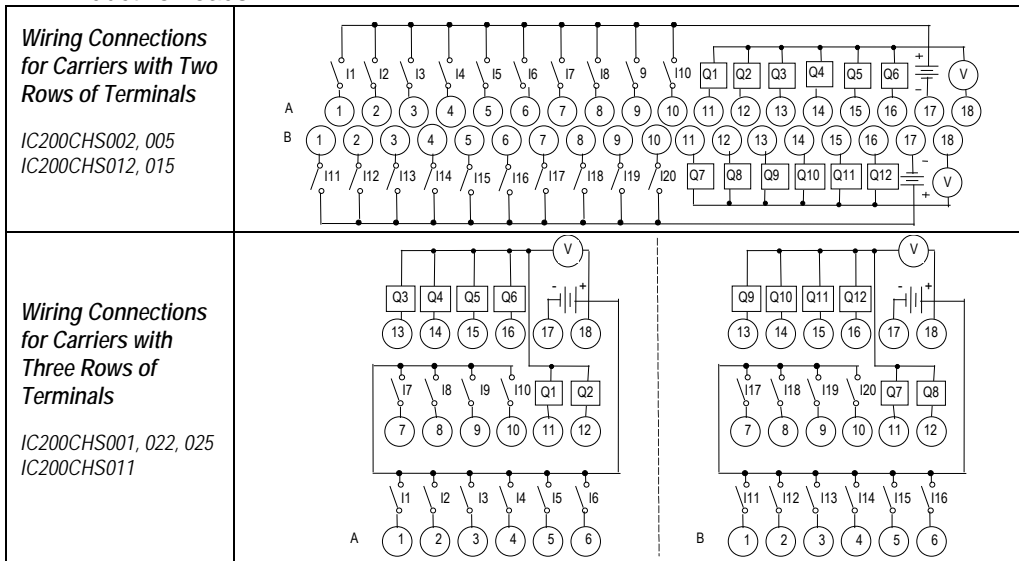 Wiring Connections
for Carriers with Two
Rows of Terminals
IC200CHS002, 005
IC200CHS012, 015
I1 I2 I3 I4 I5 I6 I7 I8 9 I10 Q1 Q2 Q3 Q4 Q5 Q6 + - V
A 1 2 3 4 5 6 7 8 9 10 11 12 13 14 15 16 17 18
B 1 2 3 4 5 6 7 8 9 10 11 12 13 14 15 16 17 18
I11 I12 I13 I14 I15 I16 I17 I18 I19 I20 Q7 Q8 Q9 Q10 Q11 Q12 - + V
Wiring Connections
for Carriers with
Three Rows of
Terminals
IC200CHS001, 022, 025
IC200CHS011
V
Q3 Q4 Q5 Q6 - +
13 14 15 16 17 18
I7 I8 I9 I10 Q1 Q2
7 8 9 10 11 12
I1 I2 I3 I4 I5 I6
A 1 2 3 4 5 6
V
Q9 Q10 Q11 Q12 - +
13 14 15 16 17 18
I17 I18 I19 I20 Q7 Q8
7 8 9 10 11 12
I11 I12 I13 I14 I15 I16
B 1 2 3 4 5 6